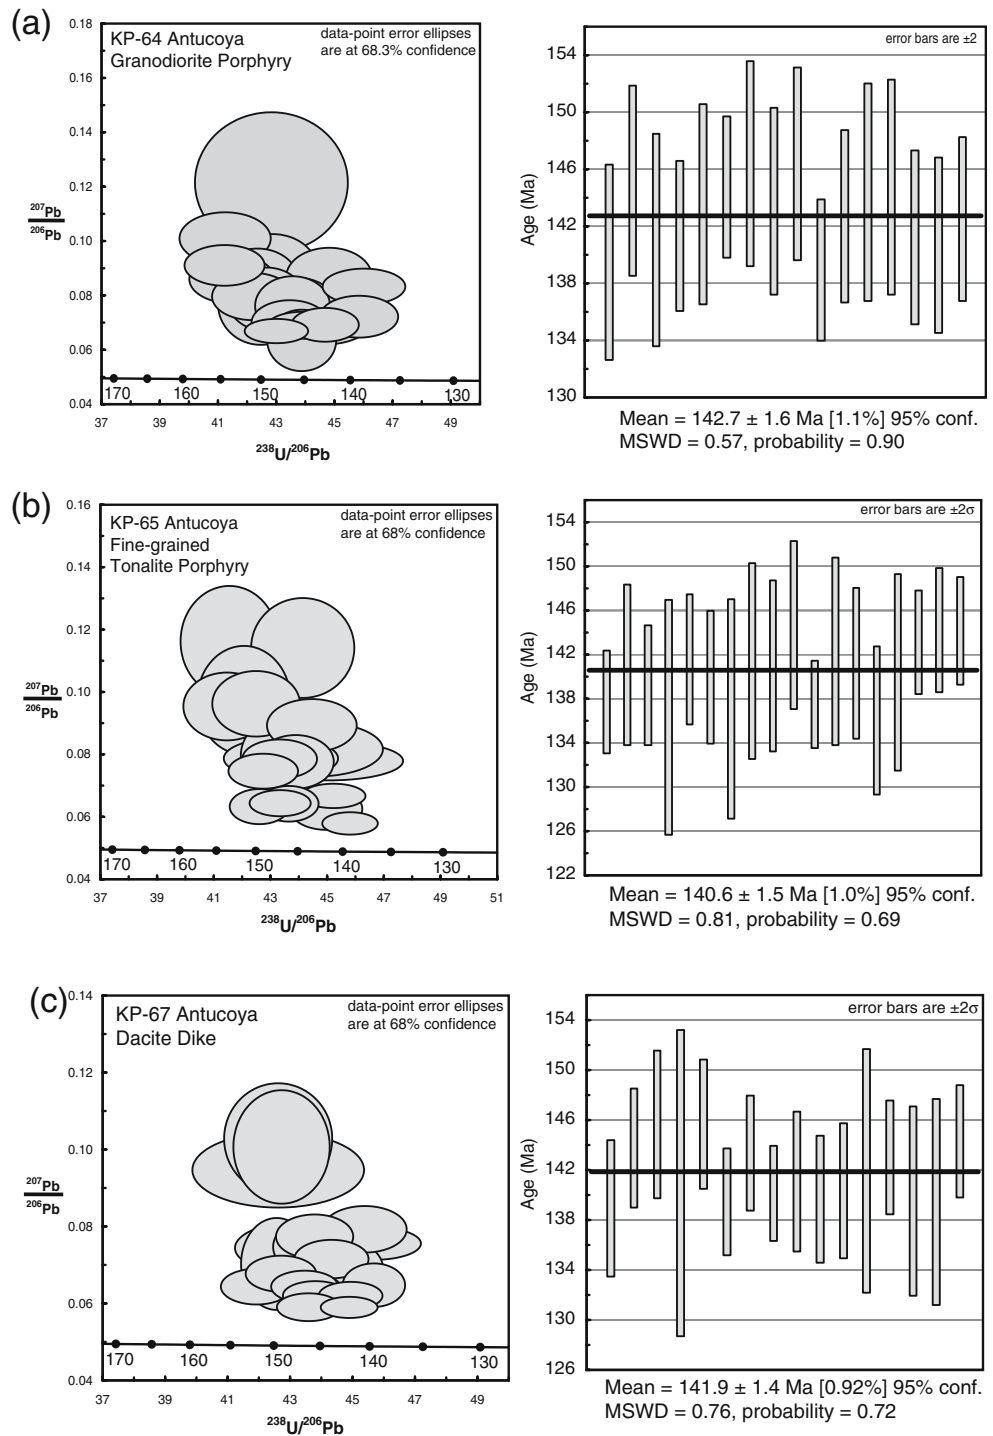 (a)
KP-64 Antucoya
Granodiorite Porphyry
data-point error ellipses
are at 68.3% confidence
0.18
0.16
0.14
0.12
0.10
0.08
0.06
0.04
207Pb
206Pb
170
160
150
140
130
37
39
41
43
45
47
49
238U/206Pb
error bars are ±2
Age (Ma)
154
150
146
142
138
134
130
Mean = 142.7 ± 1.6 Ma [1.1%] 95% conf.
MSWD = 0.57, probability = 0.90
(b)
KP-65 Antucoya
Fine-grained
Tonalite Porphyry
data-point error ellipses
are at 68% confidence
0.16
0.14
0.12
0.10
0.08
0.06
0.04
207Pb
206Pb
170
160
150
140
130
37
39
41
43
45
47
49
51
238U/206Pb
error bars are ±2σ
Age (Ma)
154
150
146
142
138
134
130
126
122
Mean = 140.6 ± 1.5 Ma [1.0%] 95% conf.
MSWD = 0.81, probability = 0.69
(c)
KP-67 Antucoya
Dacite Dike
data-point error ellipses
are at 68% confidence
0.14
0.12
0.10
0.08
0.06
0.04
207Pb
206Pb
170
160
150
140
130
37
39
41
43
45
47
49
238U/206Pb
error bars are ±2σ
Age (Ma)
154
150
146
142
138
134
130
126
Mean = 141.9 ± 1.4 Ma [0.92%] 95% conf.
MSWD = 0.76, probability = 0.72